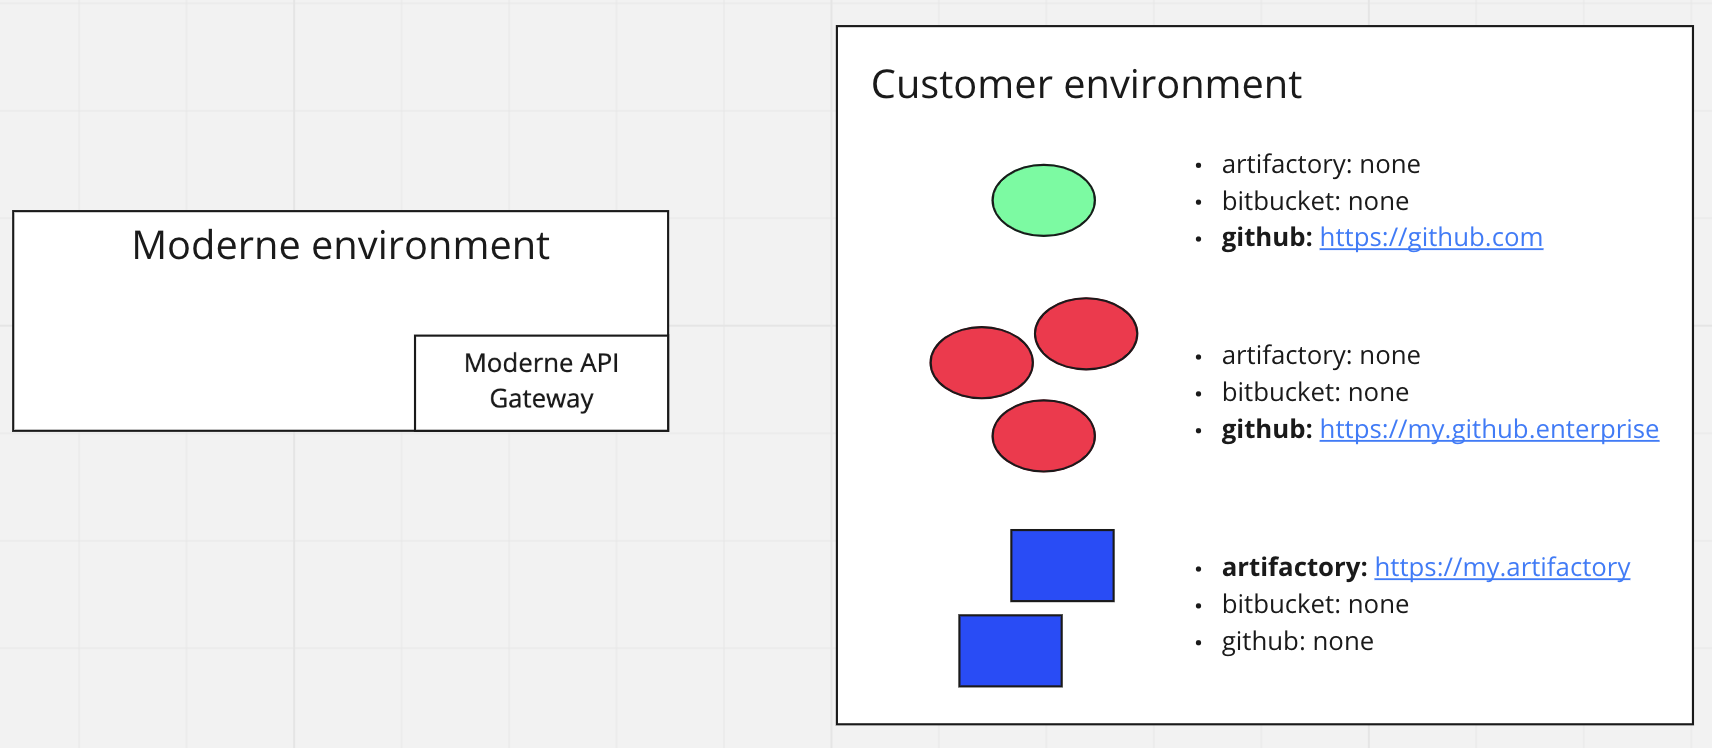 Customer environment
• artifactory: none
• bitbucket: none
• github: https://github.com
Moderne environment
Moderne API
Gateway
• artifactory: none
• bitbucket: none
• github: https://my.github.enterprise
• artifactory: https://my.artifactory
• bitbucket: none
• github: none